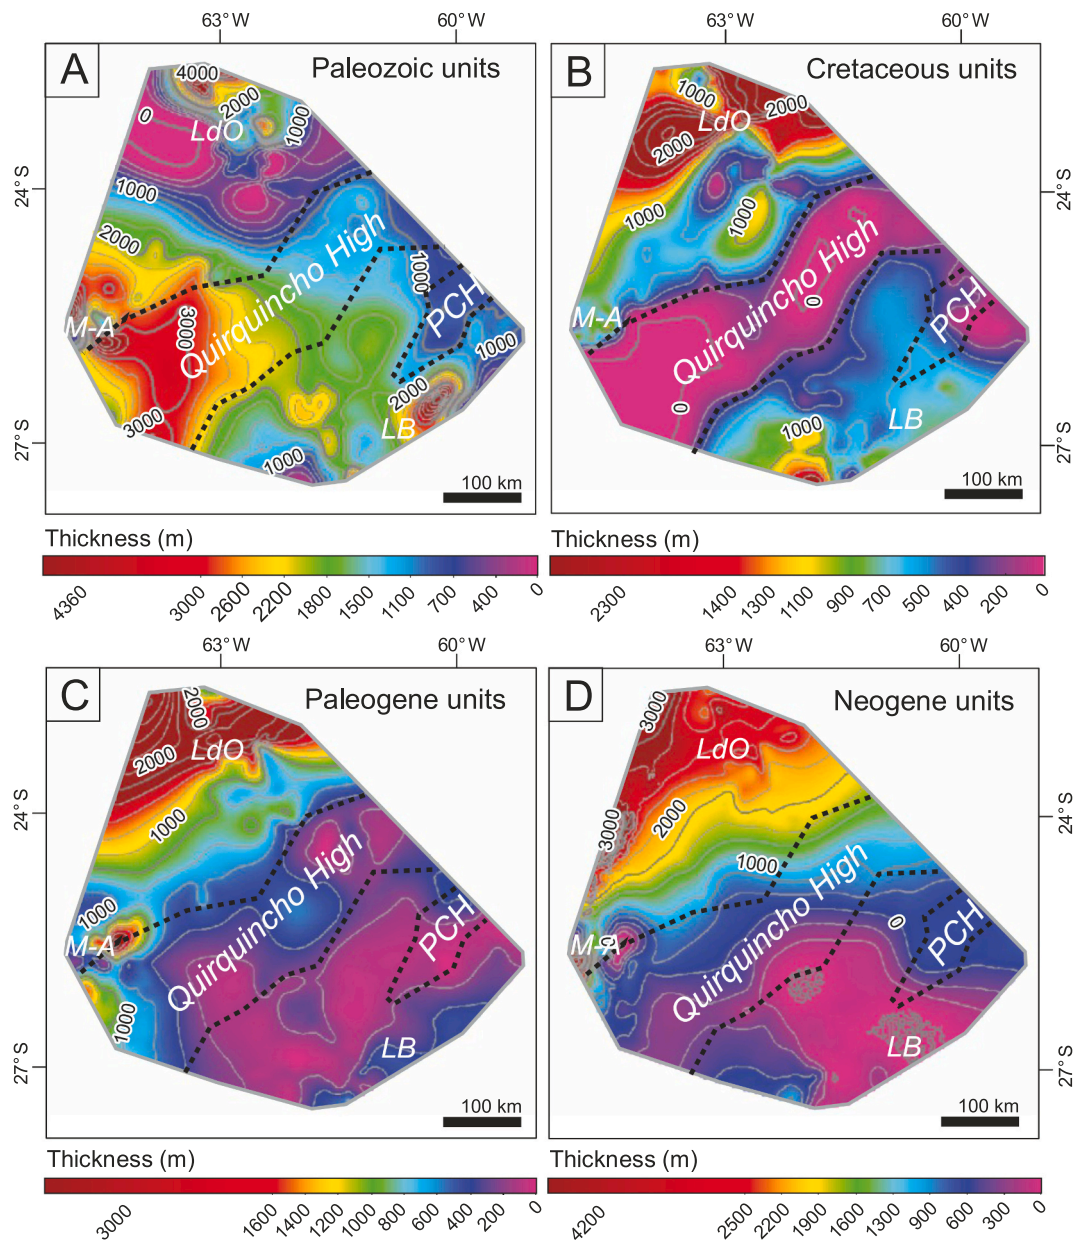 63°W
60°W
63°W
60°W
A
Paleozoic units
4000
2000
1000
0
LdO
24°S
1000
2000
Quirquincho High
1000
M-A
3000
PCH
1000
3000
2000
LB
27°S
1000
100 km
B
Cretaceous units
1000
2000
LdO
2000
24°S
1000
1000
Quirquincho High
0
M-A
PCH
0
1000
LB
27°S
100 km
Thickness (m)
4360
3000
2600
2200
1800
1500
1100
700
400
0
Thickness (m)
2300
1400
1300
1100
900
700
500
400
200
0
63°W
60°W
63°W
60°W
C
Paleogene units
2000
LdO
2000
24°S
1000
Quirquincho High
1000
M-A
PCH
1000
LB
27°S
100 km
D
Neogene units
3000
LdO
24°S
3000
2000
1000
Quirquincho High
0
M-A
0
PCH
LB
27°S
100 km
Thickness (m)
3000
1600
1400
1200
1000
800
600
400
200
0
Thickness (m)
4200
2500
2200
1900
1600
1300
900
600
300
0